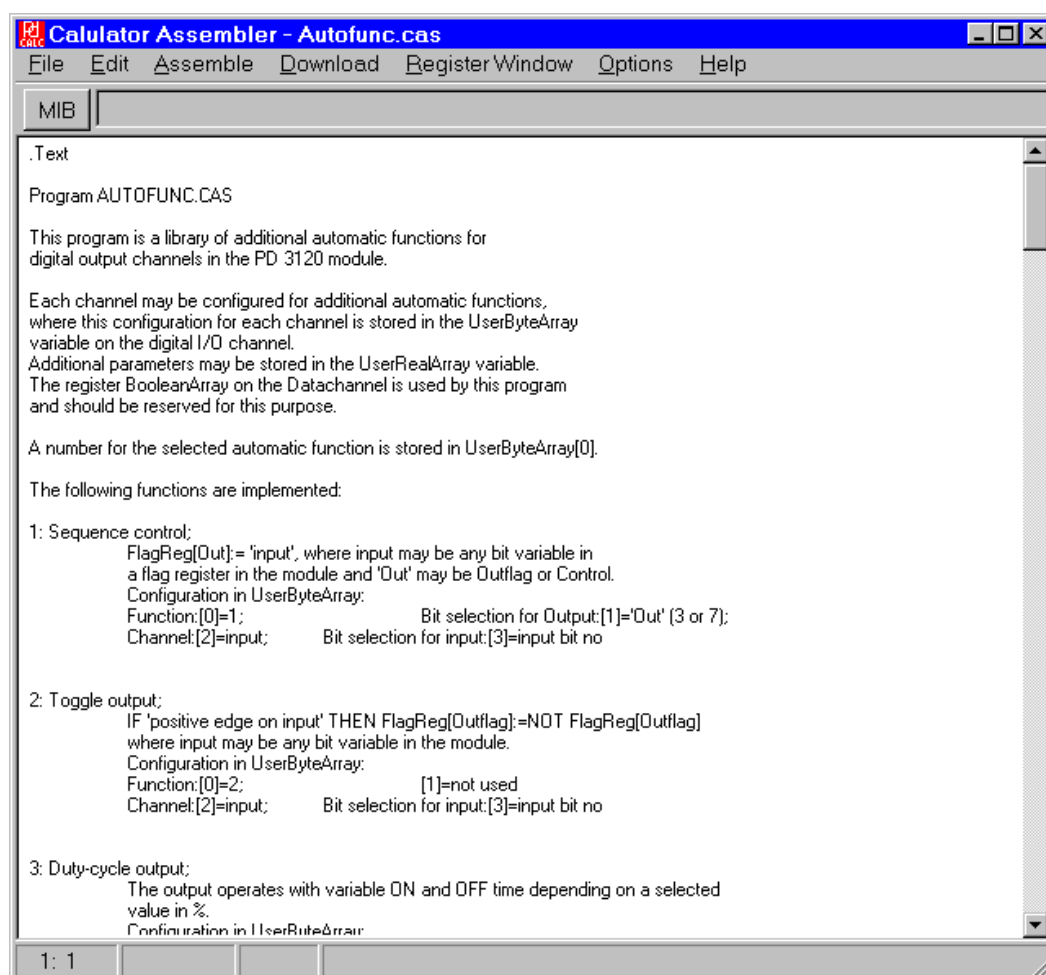 Pd
CALC
Calulator Assembler - Autofunc.cas
File Edit Assemble Download Register Window Options Help
MIB
.Text
Program AUTOFUNC.CAS
This program is a library of additional automatic functions for
digital output channels in the PD 3120 module.
Each channel may be configured for additional automatic functions,
where this configuration for each channel is stored in the UserByteArray
variable on the digital I/O channel.
Additional parameters may be stored in the UserRealArray variable.
The register BooleanArray on the Datachannel is used by this program
and should be reserved for this purpose.
A number for the selected automatic function is stored in UserByteArray[0].
The following functions are implemented:
1: Sequence control;
FlagReg[Out]:= 'input', where input may be any bit variable in
a flag register in the module and 'Out' may be Outflag or Control.
Configuration in UserByteArray:
Function:[0]=1; Bit selection for Output:[1]='Out' (3 or 7);
Channel:[2]=input; Bit selection for input:[3]=input bit no
2: Toggle output;
IF 'positive edge on input' THEN FlagReg[Outflag]:=NOT FlagReg[Outflag]
where input may be any bit variable in the module.
Configuration in UserByteArray:
Function:[0]=2; [1]=not used
Channel:[2]=input; Bit selection for input:[3]=input bit no
3: Duty-cycle output;
The output operates with variable ON and OFF time depending on a selected
value in %.
Configuration in UserByteArray:
1: 1